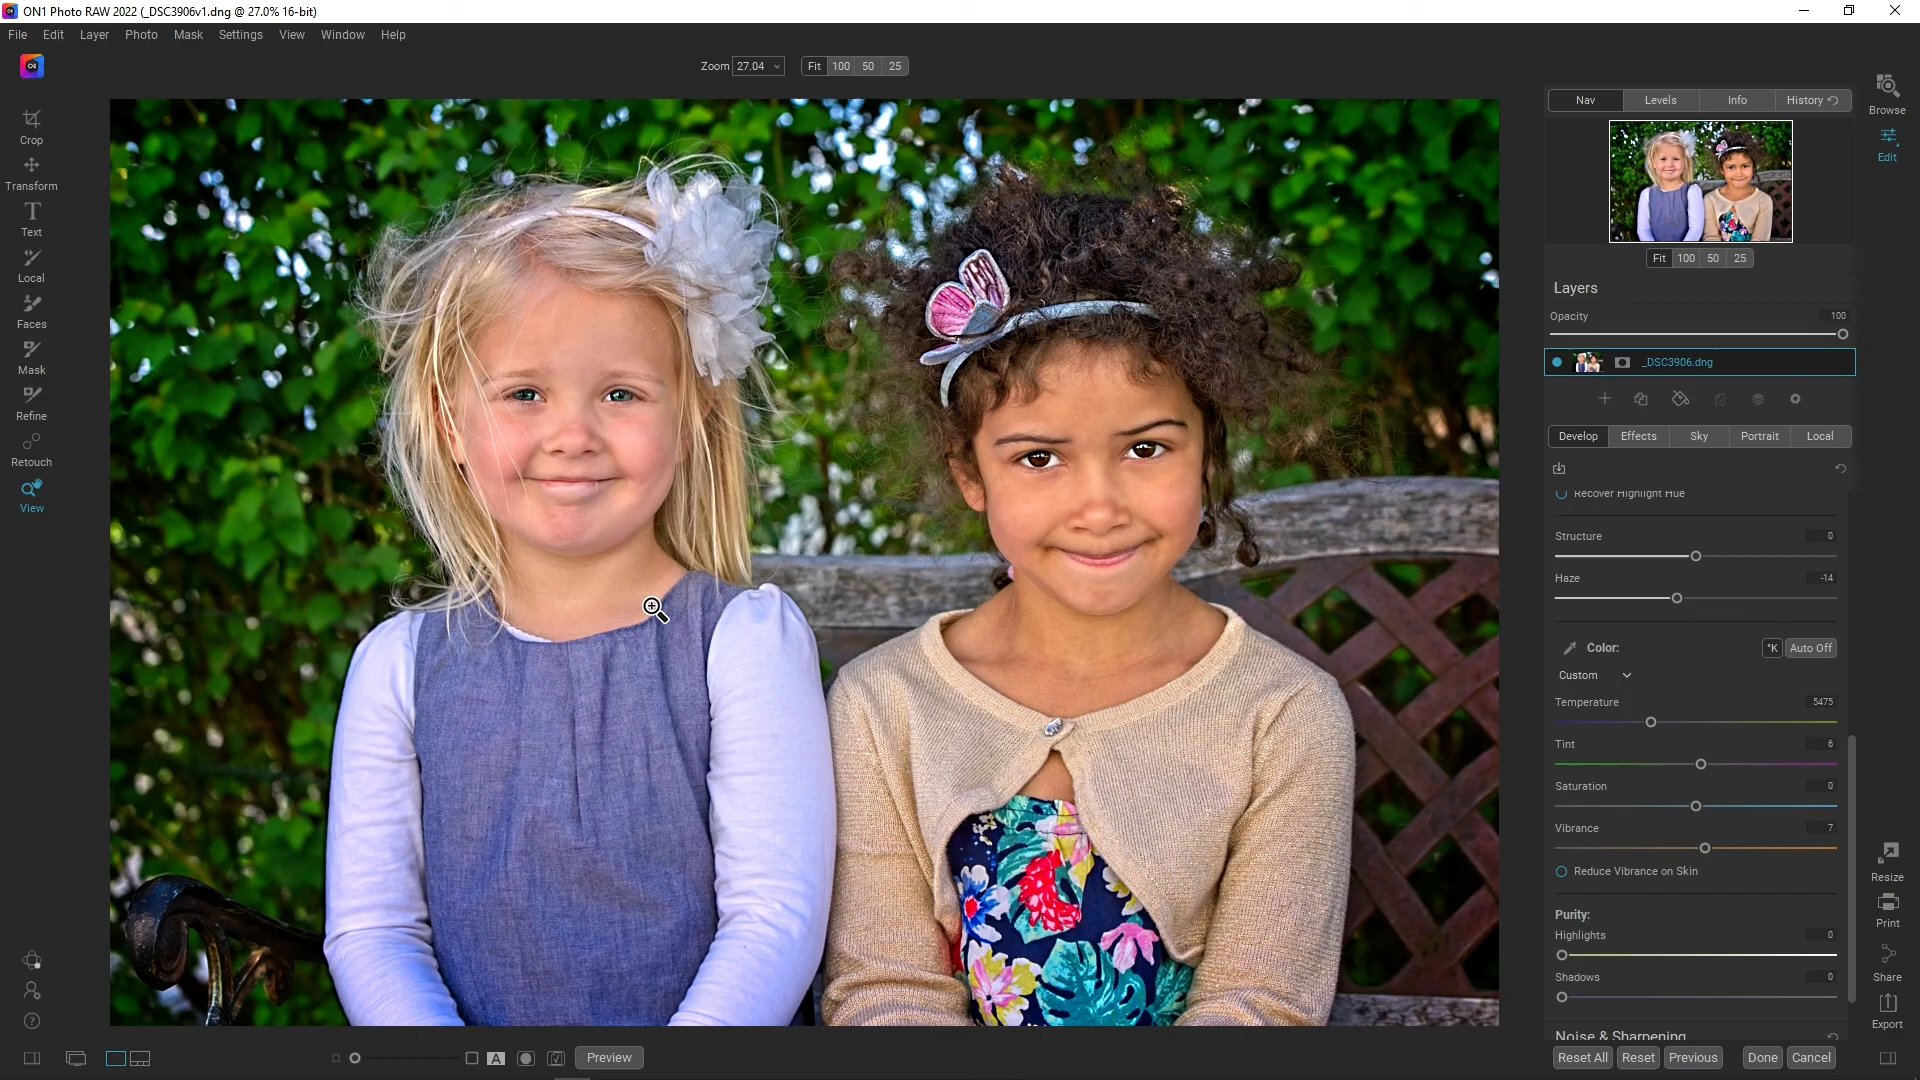 ON1 Photo RAW 2022 (_DSC3906v1.dng @ 27.0% 16-bit)
File Edit Layer Photo Mask Settings View Window Help
Zoom 27.04 Fit 100 50 25
Crop
Transform
Text
Local
Faces
Mask
Refine
Retouch
View
Nav Levels Info History
Fit 100 50 25
Layers
Opacity 100
_DSC3906.dng
Develop Effects Sky Portrait Local
Recover Highlight Hue
Structure 0
Haze -14
Color: °K Auto Off
Custom
Temperature 5475
Tint 6
Saturation 0
Vibrance 7
Reduce Vibrance on Skin
Purity:
Highlights 0
Shadows 0
Noise & Sharpening
Reset All Reset Previous Done Cancel
Browse
Edit
Resize
Print
Share
Export
A Preview